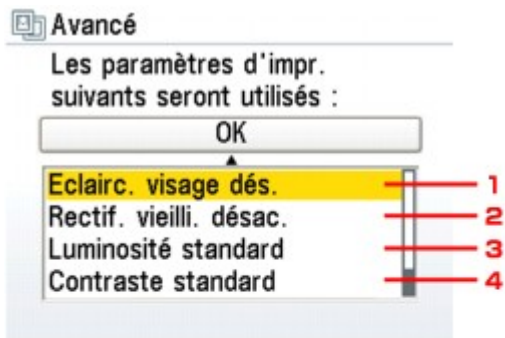 Avancé
Les paramètres d'impr.
suivants seront utilisés :
OK
Eclairc. visage dés.
1
Rectif. vieilli. désac.
2
Luminosité standard
3
Contraste standard
4